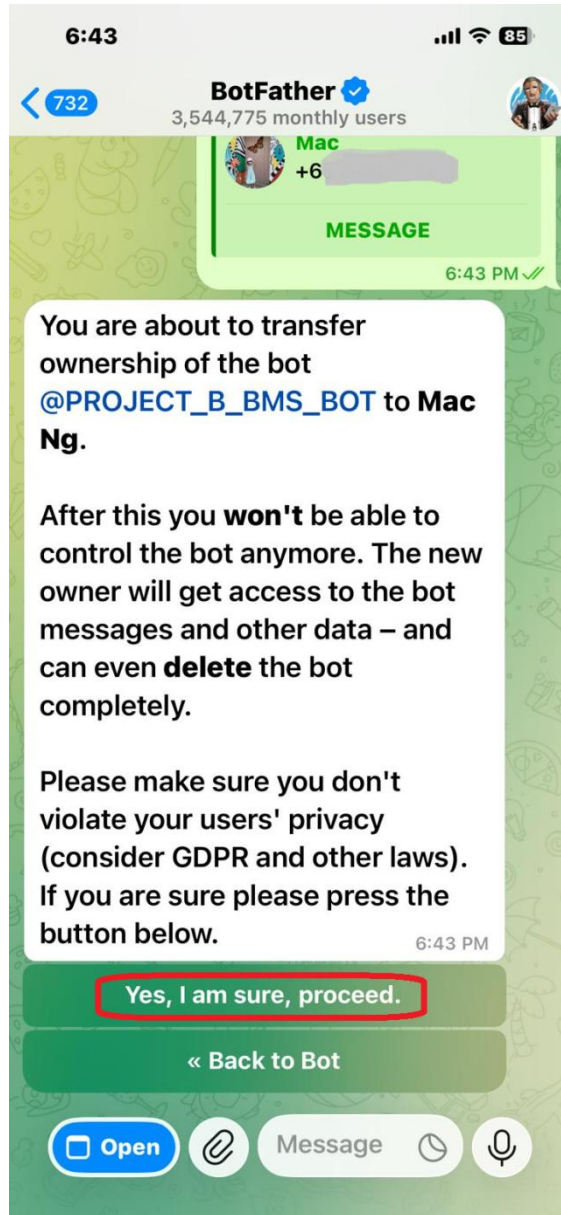 6:43
85
732
BotFather
3,544,775 monthly users
Mac
+6
MESSAGE
6:43 PM
You are about to transfer
ownership of the bot
@PROJECT_B_BMS_BOT to Mac
Ng.
After this you won't be able to
control the bot anymore. The new
owner will get access to the bot
messages and other data – and
can even delete the bot
completely.
Please make sure you don't
violate your users' privacy
(consider GDPR and other laws).
If you are sure please press the
button below.
6:43 PM
Yes, I am sure, proceed.
« Back to Bot
Open
Message